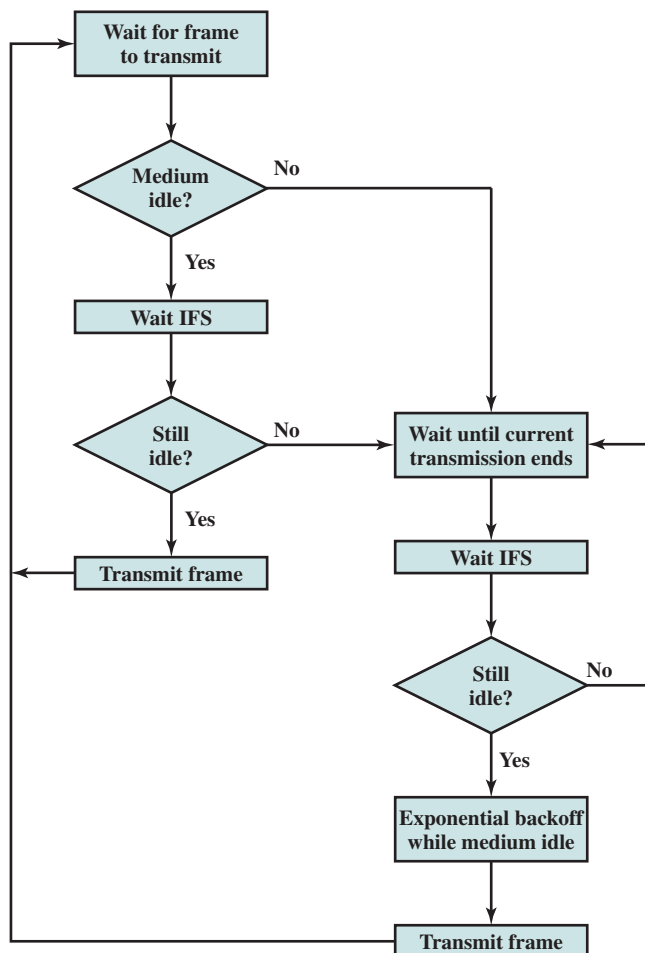 Wait for frame
to transmit
No
Medium
idle?
Yes
Wait IFS
Still
idle?
No
Wait until current
transmission ends
Yes
Transmit frame
Wait IFS
Still
idle?
No
Yes
Exponential backoff
while medium idle
Transmit frame